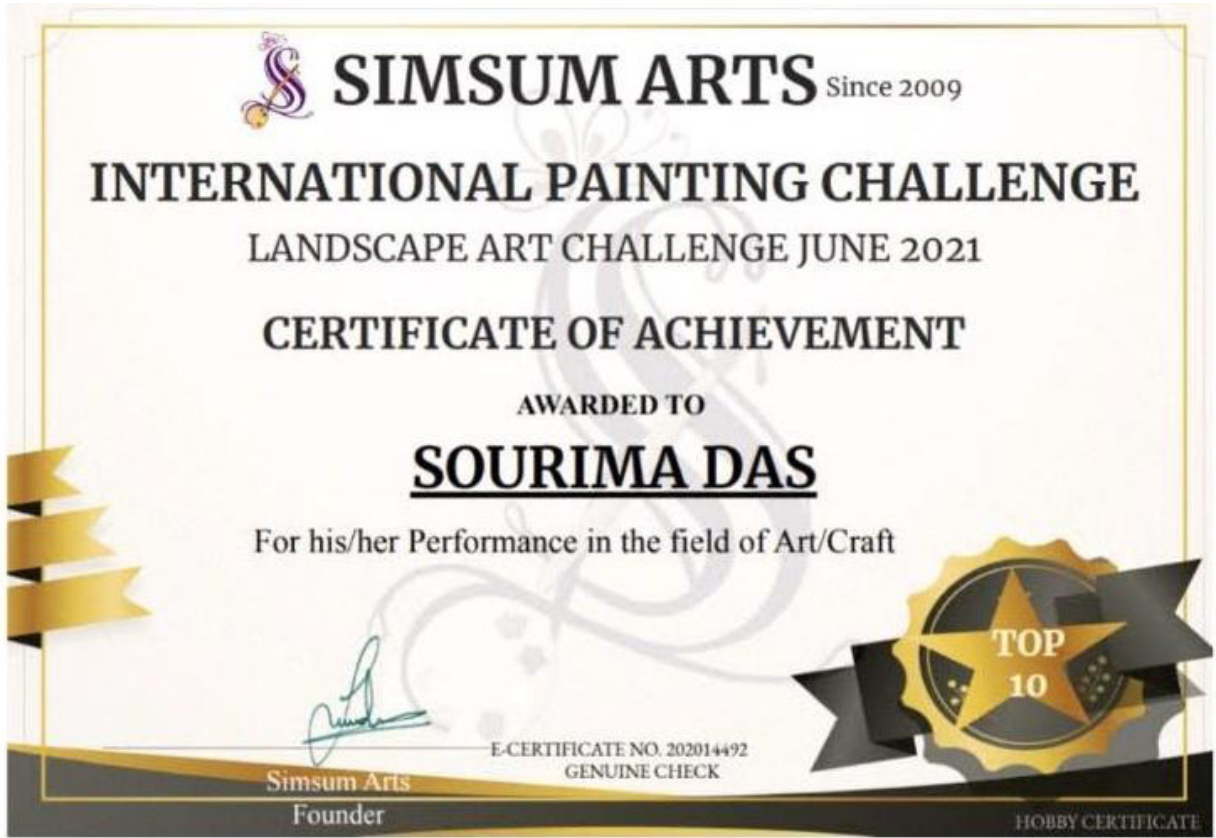 SIMSUM ARTS Since 2009
INTERNATIONAL PAINTING CHALLENGE
LANDSCAPE ART CHALLENGE JUNE 2021
CERTIFICATE OF ACHIEVEMENT
AWARDED TO
SOURIMA DAS
For his/her Performance in the field of Art/Craft
TOP
10
E-CERTIFICATE NO. 202014492
GENUINE CHECK
Simsum Arts
Founder
HOBBY CERTIFICATE